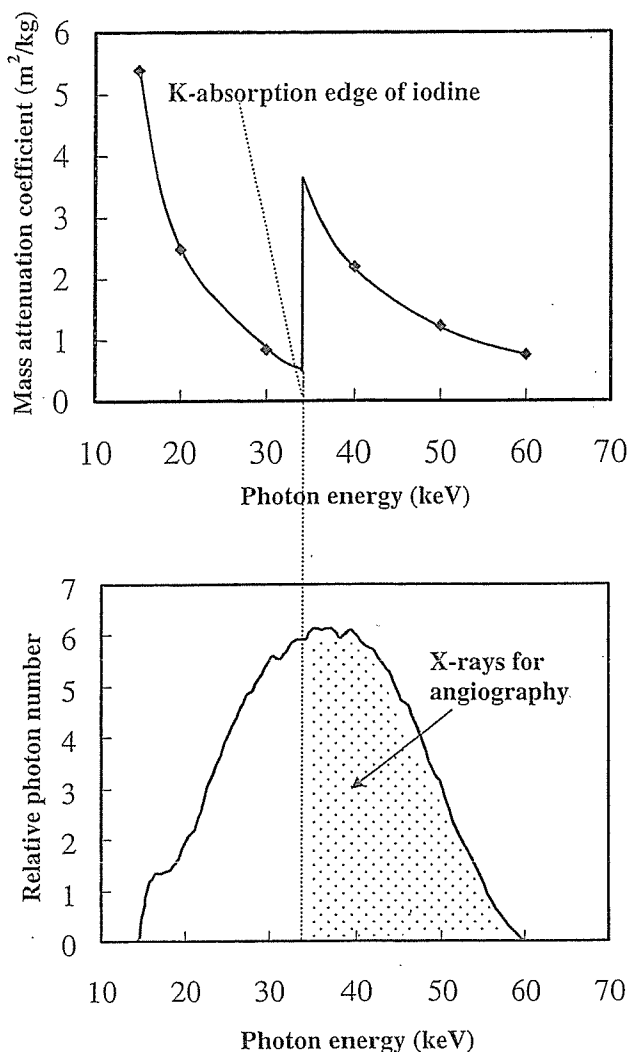 Mass attenuation coefficient (m²/kg)
6
5
4
3
2
1
0
K-absorption edge of iodine
10 20 30 40 50 60 70
Photon energy (keV)
Relative photon number
7
6
5
4
3
2
1
0
X-rays for
angiography
10 20 30 40 50 60 70
Photon energy (keV)